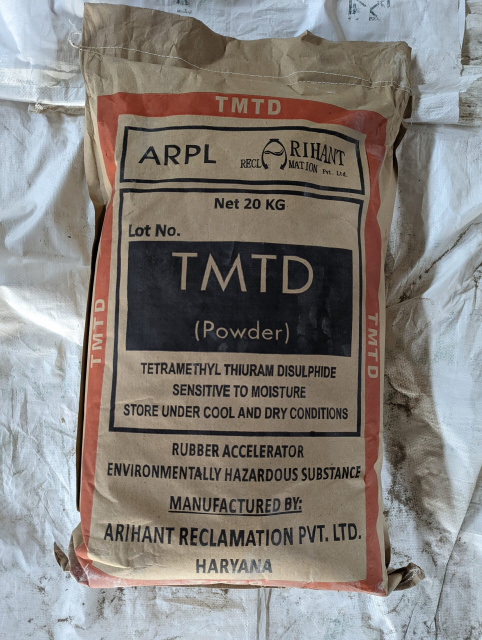 TMTD
ARPL
ARIHANT
RECLAMATION Pvt. Ltd.
Net 20 KG
Lot No.
TMTD
(Powder)
TMTD
TMTD
TETRAMETHYL THIURAM DISULPHIDE
SENSITIVE TO MOISTURE
STORE UNDER COOL AND DRY CONDITIONS
RUBBER ACCELERATOR
ENVIRONMENTALLY HAZARDOUS SUBSTANCE
MANUFACTURED BY:
ARIHANT RECLAMATION PVT. LTD.
HARYANA